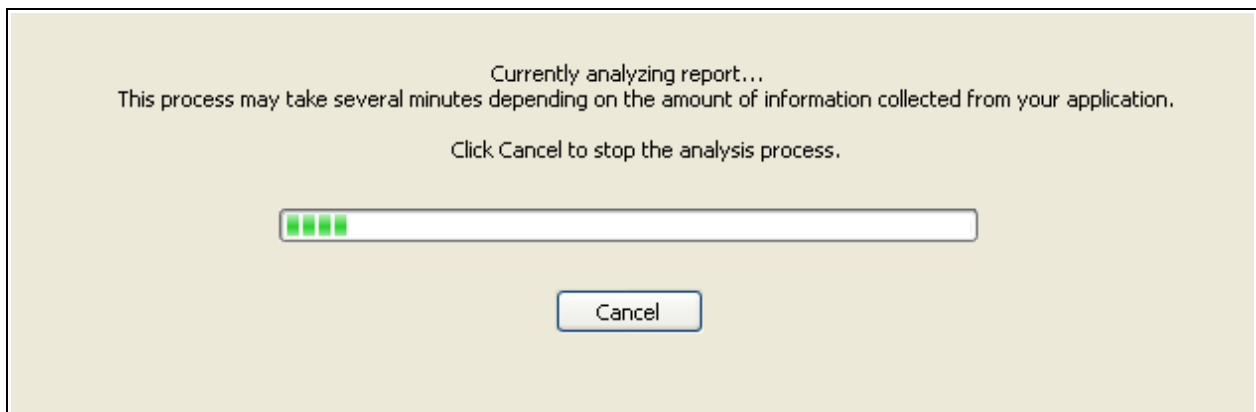 Currently analyzing report...
This process may take several minutes depending on the amount of information collected from your application.
Click Cancel to stop the analysis process.
Cancel